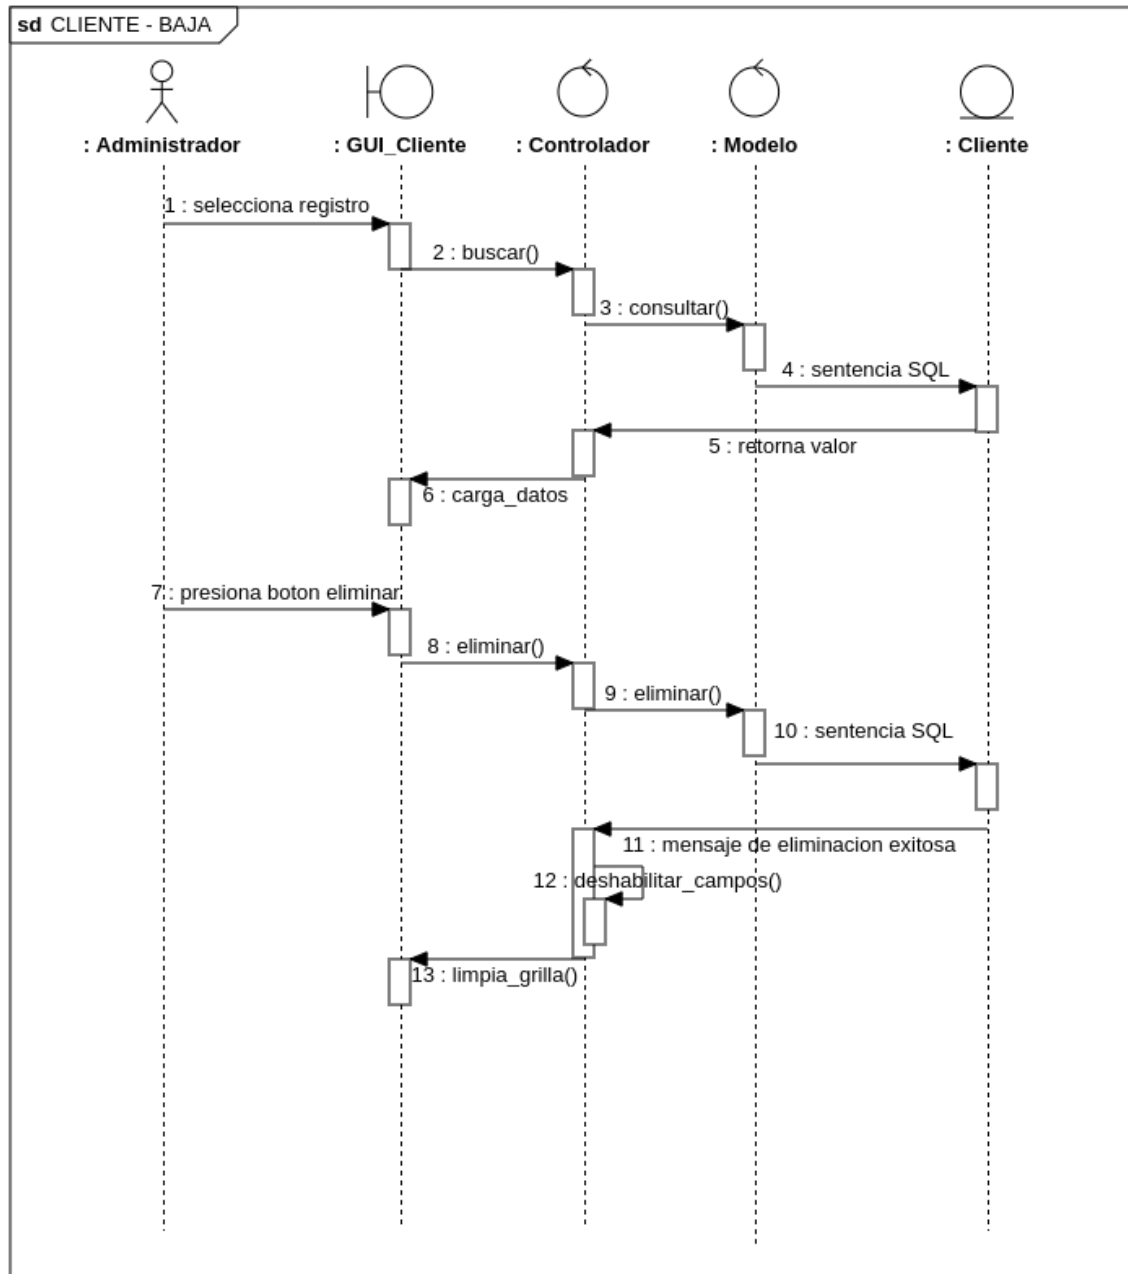 sd CLIENTE - BAJA
: Administrador
: GUI_Cliente
: Controlador
: Modelo
: Cliente
1 : selecciona registro
2 : buscar()
3 : consultar()
4 : sentencia SQL
5 : retorna valor
6 : carga_datos
7 : presiona boton eliminar
8 : eliminar()
9 : eliminar()
10 : sentencia SQL
11 : mensaje de eliminacion exitosa
12 : deshabilitar_campos()
13 : limpia_grilla()